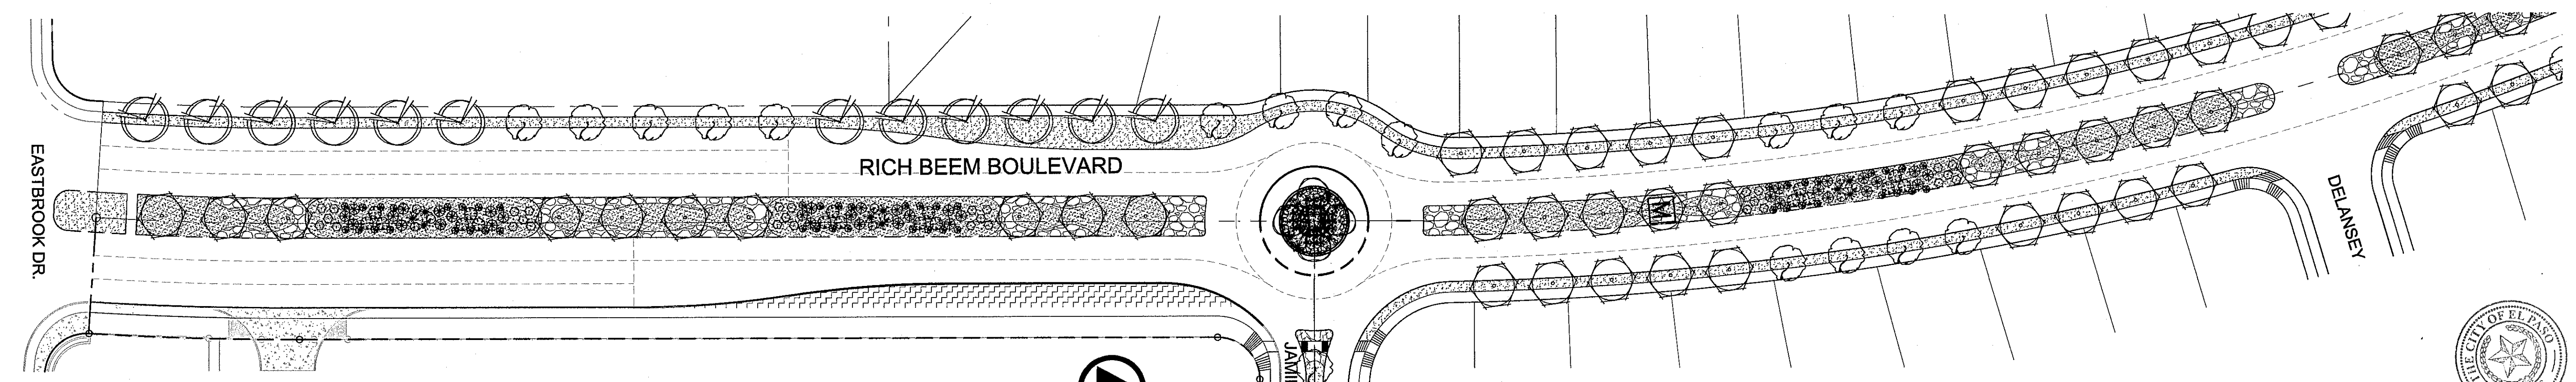 RICH BEEM BOULEVARD
EASTBROOK DR.
M
DELANSEY
THE CITY OF EL PASO